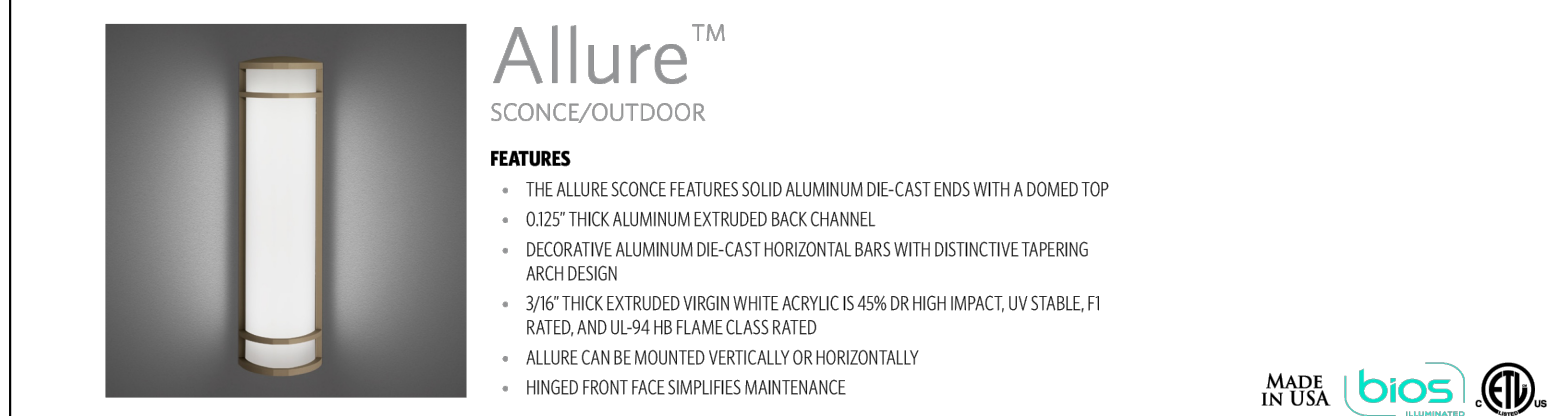 Allure™
SCONCE/OUTDOOR
FEATURES
• THE ALLURE SCONCE FEATURES SOLID ALUMINUM DIE-CAST ENDS WITH A DOMED TOP
• 0.125” THICK ALUMINUM EXTRUDED BACK CHANNEL
• DECORATIVE ALUMINUM DIE-CAST HORIZONTAL BARS WITH DISTINCTIVE TAPERING
ARCH DESIGN
• 3/16” THICK EXTRUDED VIRGIN WHITE ACRYLIC IS 45% DR HIGH IMPACT, UV STABLE, F1
RATED, AND UL-94 HB FLAME CLASS RATED
• ALLURE CAN BE MOUNTED VERTICALLY OR HORIZONTALLY
• HINGED FRONT FACE SIMPLIFIES MAINTENANCE
MADE
IN USA
bios
ILLUMINATED
ETL
C US
LISTED